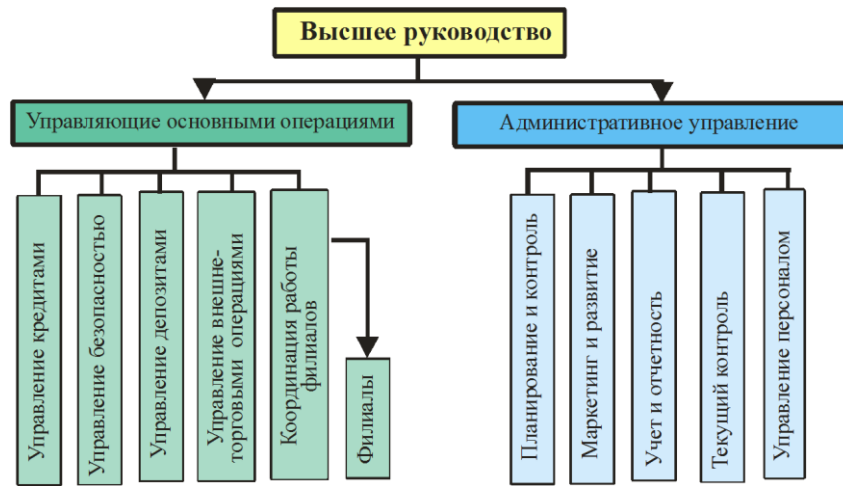 Высшее руководство
Управляющие основными операциями
Административное управление
Управление кредитами
Управление безопасностью
Управление депозитами
Управление внешне-
торговыми операциями
Координация работы
филиалов
Филиалы
Планирование и контроль
Маркетинг и развитие
Учет и отчетность
Текущий контроль
Управление персоналом